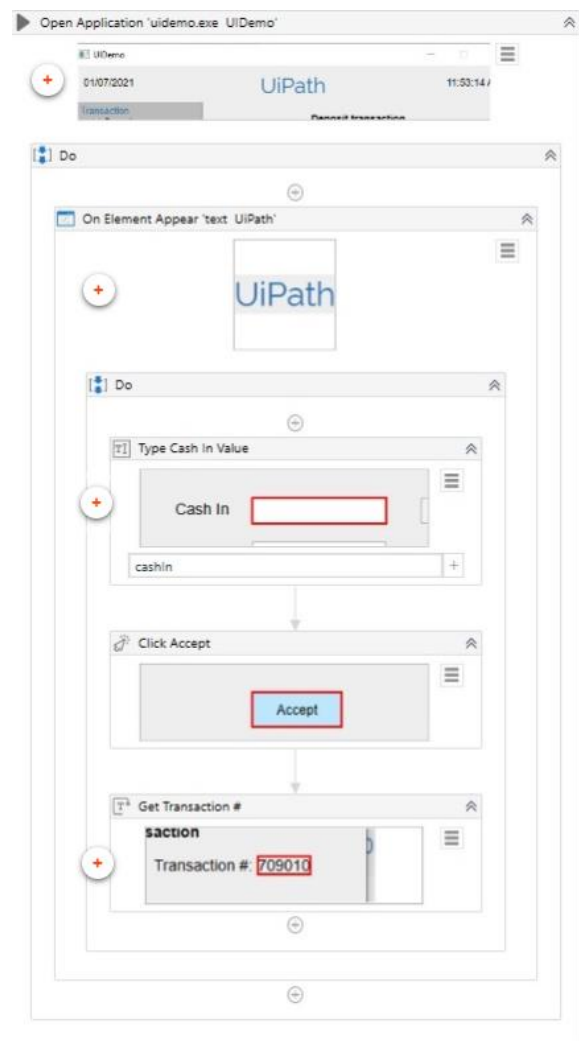 Open Application 'uidemo.exe UIDemo'
UIDemo
01/07/2021 UiPath 11:53:14 /
Transaction
Deposit transaction
Do
On Element Appear 'text UiPath'
UiPath
Do
Type Cash In Value
Cash In
cashin
Click Accept
Accept
Get Transaction #
saction
Transaction #: 709010